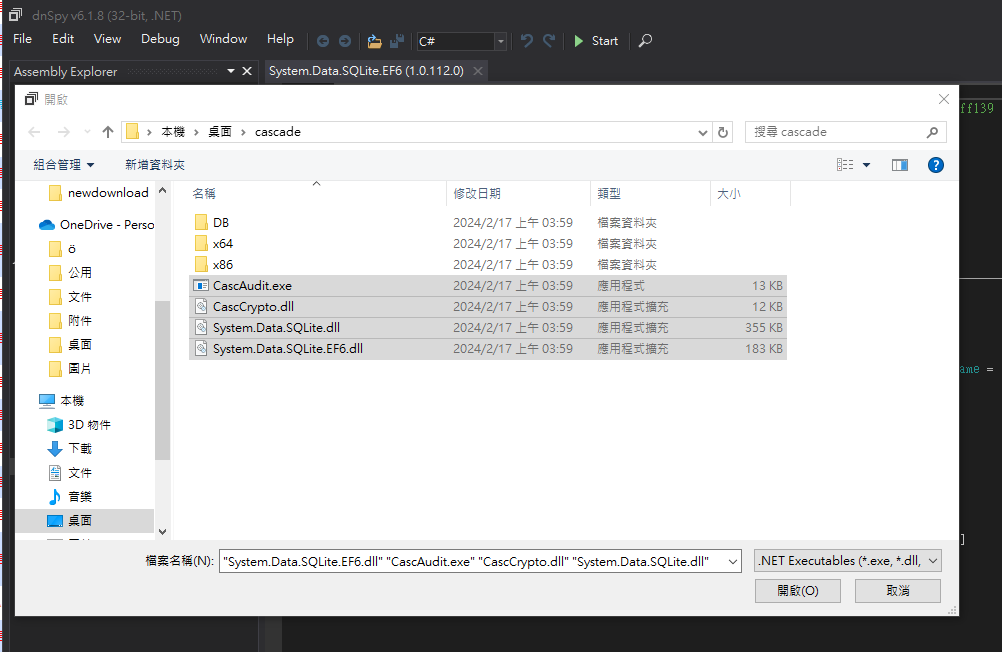 dnSpy v6.1.8 (32-bit, .NET)
File Edit View Debug Window Help C# Start
Assembly Explorer System.Data.SQLite.EF6 (1.0.112.0)
開啟
ff139
本機 › 桌面 › cascade 搜尋 cascade
組合管理 新增資料夾
名稱 修改日期 類型 大小
newdownload
OneDrive - Perso
ö
公用
文件
附件
桌面
圖片
本機
3D 物件
下載
文件
音樂
桌面
DB 2024/2/17 上午 03:59 檔案資料夾
x64 2024/2/17 上午 03:59 檔案資料夾
x86 2024/2/17 上午 03:59 檔案資料夾
CascAudit.exe 2024/2/17 上午 03:59 應用程式 13 KB
CascCrypto.dll 2024/2/17 上午 03:59 應用程式擴充 12 KB
System.Data.SQLite.dll 2024/2/17 上午 03:59 應用程式擴充 355 KB
System.Data.SQLite.EF6.dll 2024/2/17 上午 03:59 應用程式擴充 183 KB
ame =
]
檔案名稱(N): "System.Data.SQLite.EF6.dll" "CascAudit.exe" "CascCrypto.dll" "System.Data.SQLite.dll" .NET Executables (*.exe, *.dll,
開啟(O) 取消